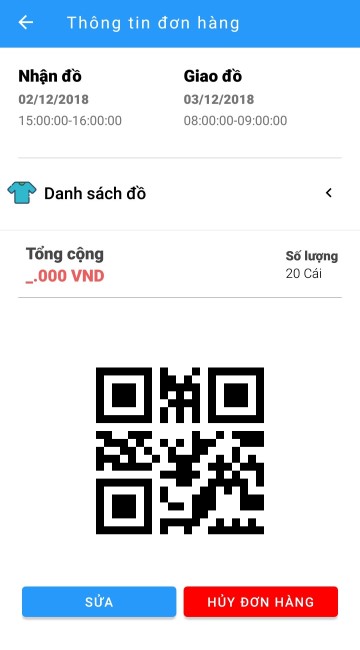 Thông tin đơn hàng
Nhận đồ
Giao đồ
02/12/2018
03/12/2018
15:00:00-16:00:00
08:00:00-09:00:00
Danh sách đồ
Tổng cộng
Số lượng
_.000 VND
20 Cái
SỬA
HỦY ĐƠN HÀNG